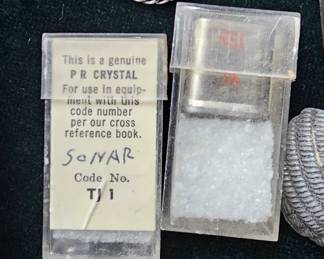 This is a genuine
P R CRYSTAL
For use in equip-
ment with this
code number
per our cross
reference book.
SONAR
Code No.
TJ 1